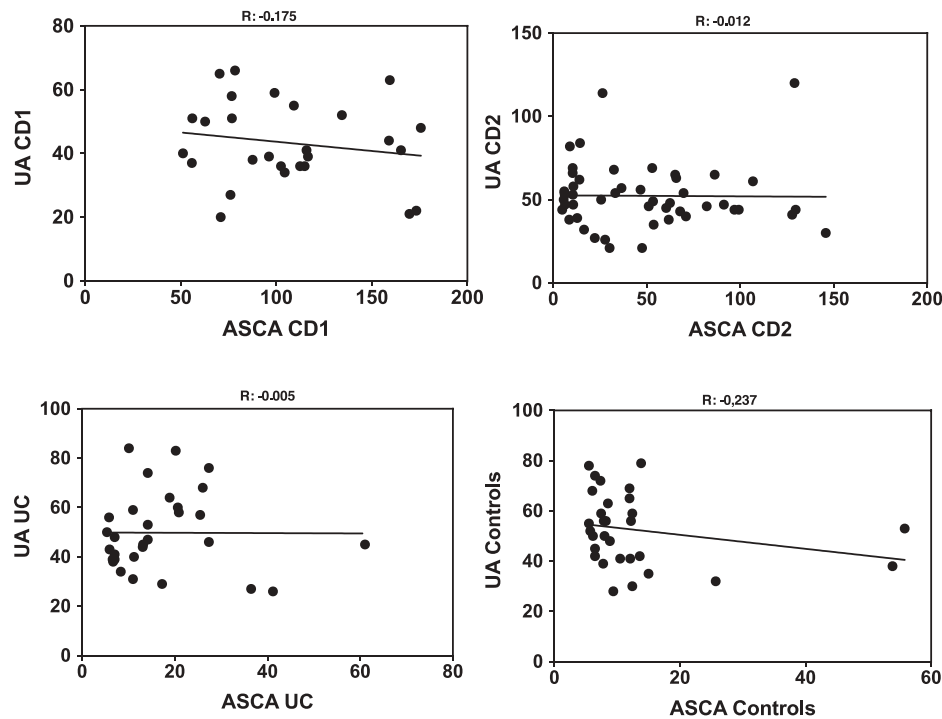 R: -0.175
80
60
40
20
0
UA CD1
0 50 100 150 200
ASCA CD1
R: -0.012
150
100
50
0
UA CD2
0 50 100 150 200
ASCA CD2
R: -0.005
100
80
60
40
20
0
UA UC
0 20 40 60 80
ASCA UC
R: -0,237
100
80
60
40
20
0
UA Controls
0 20 40 60
ASCA Controls